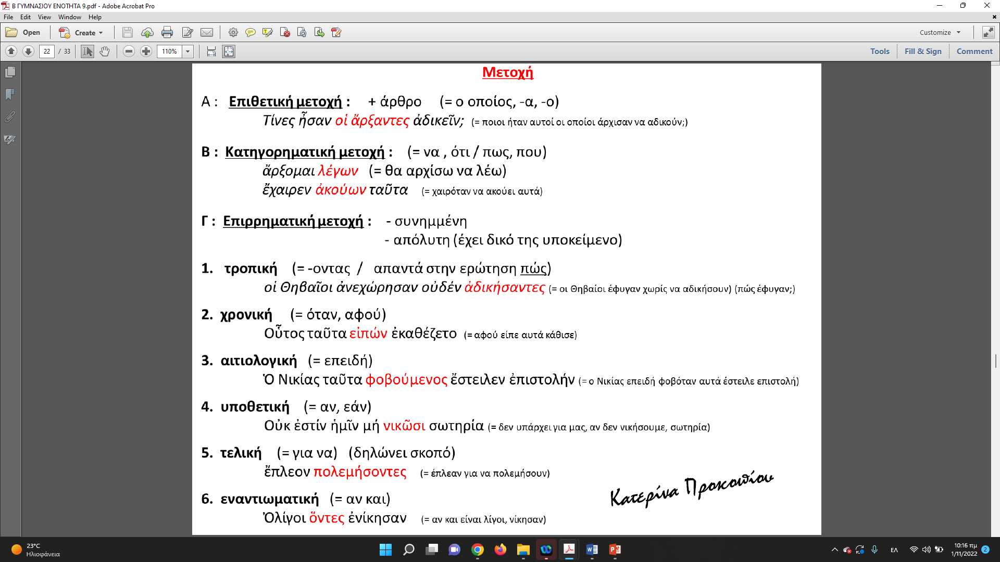 Β ΓΥΜΝΑΣΙΟΥ ΕΝΟΤΗΤΑ 9.pdf - Adobe Acrobat Pro
File Edit View Window Help
Open Create Customize
22 / 33 110% Tools Fill & Sign Comment
Μετοχή
Α : Επιθετική μετοχή : + άρθρο (= ο οποίος, -α, -ο)
Τίνες ἦσαν οἱ ἄρξαντες ἀδικεῖν; (= ποιοι ήταν αυτοί οι οποίοι άρχισαν να αδικούν;)
Β : Κατηγορηματική μετοχή : (= να , ότι / πως, που)
ἄρξομαι λέγων (= θα αρχίσω να λέω)
ἔχαιρεν ἀκούων ταῦτα (= χαιρόταν να ακούει αυτά)
Γ : Επιρρηματική μετοχή : - συνημμένη
- απόλυτη (έχει δικό της υποκείμενο)
1. τροπική (= -οντας / απαντά στην ερώτηση πώς)
οἱ Θηβαῖοι ἀνεχώρησαν οὐδέν ἀδικήσαντες (= οι Θηβαίοι έφυγαν χωρίς να αδικήσουν) (πώς έφυγαν;)
2. χρονική (= όταν, αφού)
Οὗτος ταῦτα εἰπών ἐκαθέζετο (= αφού είπε αυτά κάθισε)
3. αιτιολογική (= επειδή)
Ὁ Νικίας ταῦτα φοβούμενος ἔστειλεν ἐπιστολήν (= ο Νικίας επειδή φοβόταν αυτά έστειλε επιστολή)
4. υποθετική (= αν, εάν)
Οὐκ ἐστίν ἡμῖν μή νικῶσι σωτηρία (= δεν υπάρχει για μας, αν δεν νικήσουμε, σωτηρία)
5. τελική (= για να) (δηλώνει σκοπό)
ἔπλεον πολεμήσοντες (= έπλεαν για να πολεμήσουν)
Κατερίνα Προκοπίου
6. εναντιωματική (= αν και)
Ὀλίγοι ὄντες ἐνίκησαν (= αν και είναι λίγοι, νίκησαν)
23°C
Ηλιοφάνεια
ΕΛ
10:16 πμ
1/11/2022
2